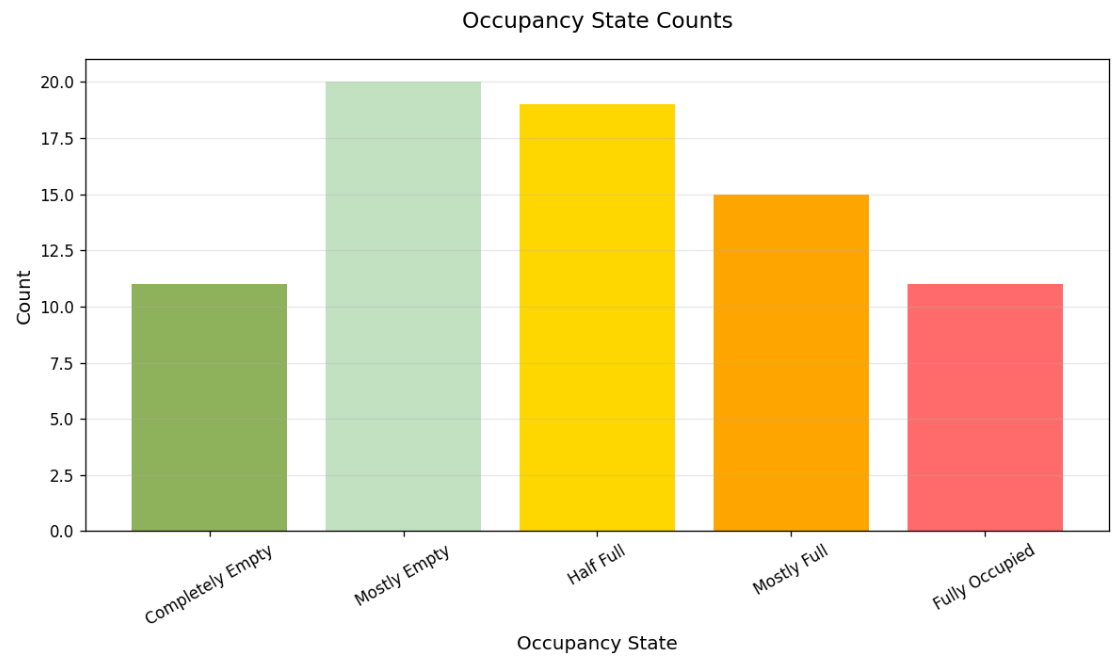 Occupancy State Counts
Count
20.0
17.5
15.0
12.5
10.0
7.5
5.0
2.5
0.0
Completely Empty
Mostly Empty
Half Full
Mostly Full
Fully Occupied
Occupancy State